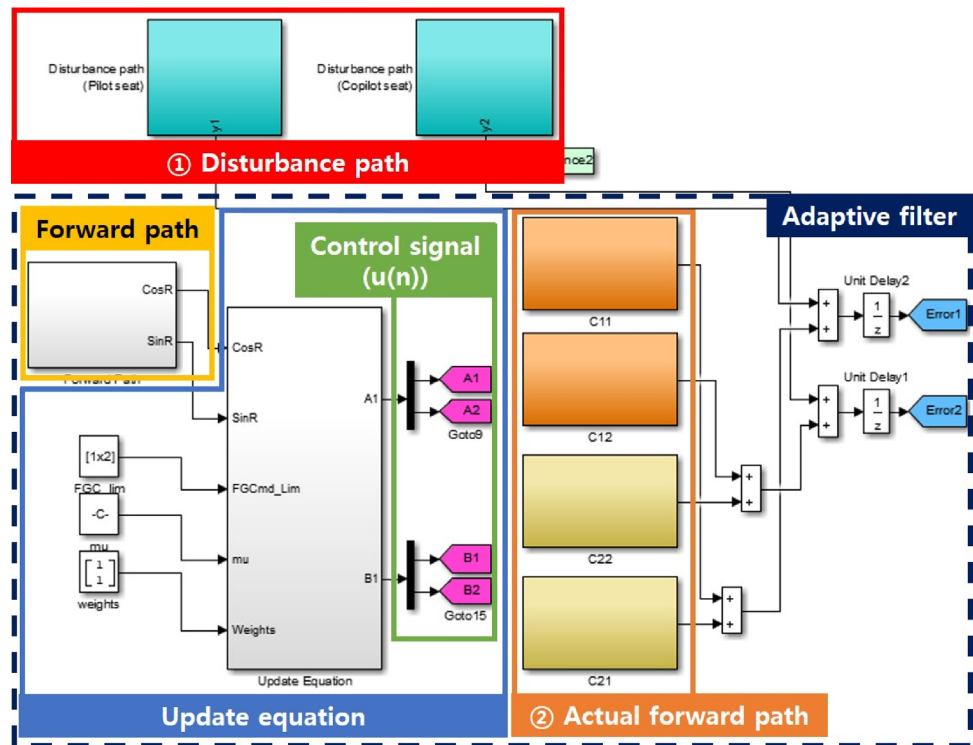 Disturbance path
(Pilot seat)
y1
Disturbance path
(Copilot seat)
y2
① Disturbance path
Adaptive filter
Forward path
CosR
SinR
Forward Path
CosR
SinR
FGCmd_Lim
mu
Weights
A1
B1
Update Equation
[1x2]
FGC_lim
-C-
mu
1
1
weights
Control signal
(u(n))
A1
A2
Goto9
B1
B2
Goto15
Update equation
C11
C12
C22
C21
② Actual forward path
+
+
+
+
+
+
+
+
Unit Delay2
1
z
Error1
Unit Delay1
1
z
Error2